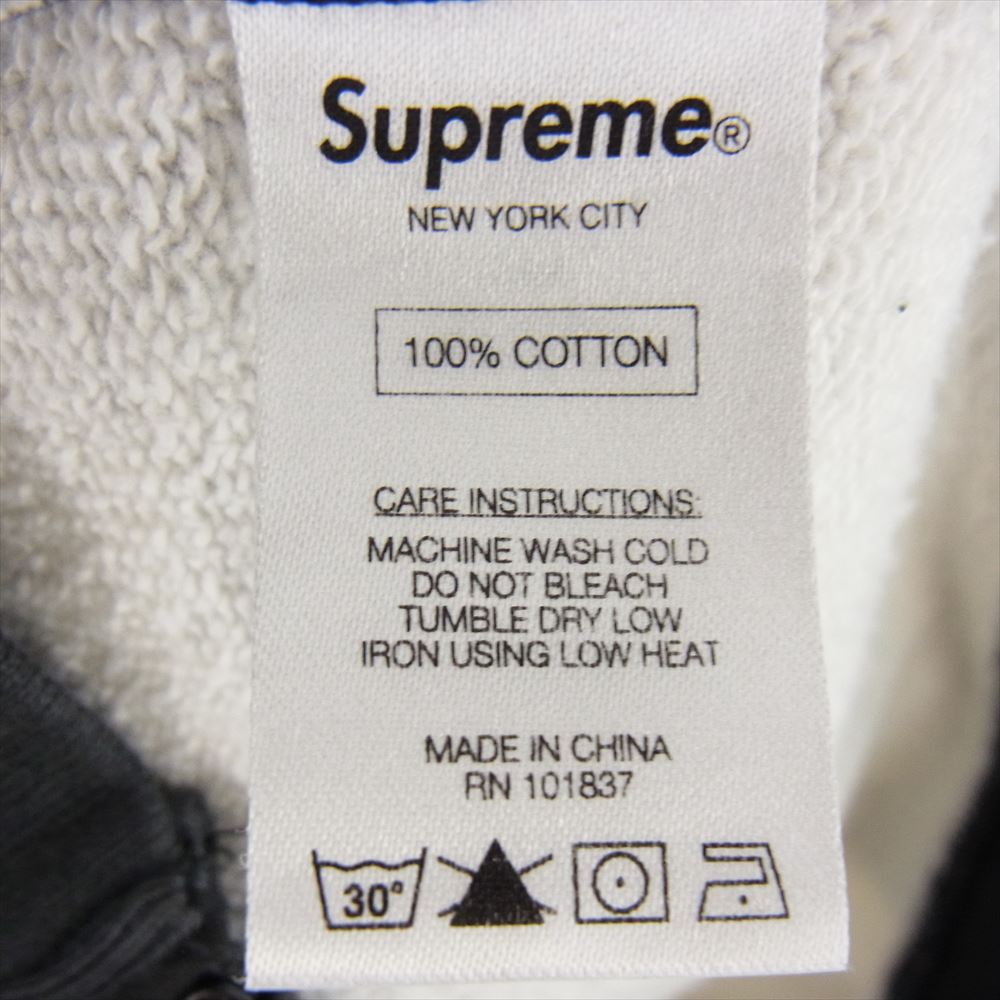 Supreme®
NEW YORK CITY
100% COTTON
CARE INSTRUCTIONS:
MACHINE WASH COLD
DO NOT BLEACH
TUMBLE DRY LOW
IRON USING LOW HEAT
MADE IN CHINA
RN 101837
30°